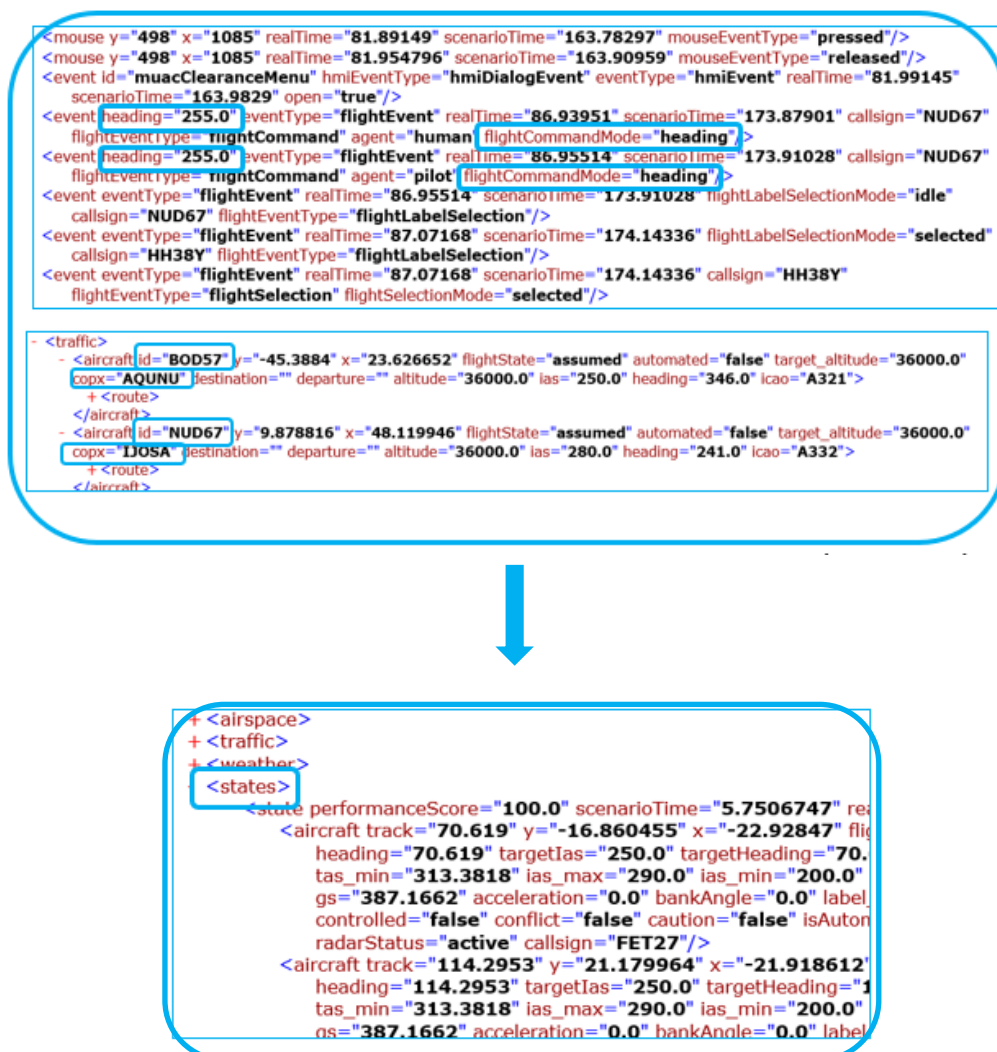 <mouse y="498" x="1085" realTime="81.89149" scenarioTime="163.78297" mouseEventType="pressed"/>
<mouse y="498" x="1085" realTime="81.954796" scenarioTime="163.90959" mouseEventType="released"/>
<event id="muacClearanceMenu" hmiEventType="hmiDialogEvent" eventType="hmiEvent" realTime="81.99145"
scenarioTime="163.9829" open="true"/>
<event heading="255.0" eventType="flightEvent" realTime="86.93951" scenarioTime="173.87901" callsign="NUD67"
flightEventType="flightCommand" agent="human" flightCommandMode="heading"/>
<event heading="255.0" eventType="flightEvent" realTime="86.95514" scenarioTime="173.91028" callsign="NUD67"
flightEventType="flightCommand" agent="pilot" flightCommandMode="heading"/>
<event eventType="flightEvent" realTime="86.95514" scenarioTime="173.91028" flightLabelSelectionMode="idle"
callsign="NUD67" flightEventType="flightLabelSelection"/>
<event eventType="flightEvent" realTime="87.07168" scenarioTime="174.14336" flightLabelSelectionMode="selected"
callsign="HH38Y" flightEventType="flightLabelSelection"/>
<event eventType="flightEvent" realTime="87.07168" scenarioTime="174.14336" callsign="HH38Y"
flightEventType="flightSelection" flightSelectionMode="selected"/>
- <traffic>
- <aircraft id="BOD57" y="-45.3884" x="23.626652" flightState="assumed" automated="false" target_altitude="36000.0"
copx="AQUNU" destination="" departure="" altitude="36000.0" ias="250.0" heading="346.0" icao="A321">
+ <route>
</aircraft>
- <aircraft id="NUD67" y="9.878816" x="48.119946" flightState="assumed" automated="false" target_altitude="36000.0"
copx="IJOSA" destination="" departure="" altitude="36000.0" ias="280.0" heading="241.0" icao="A332">
+ <route>
</aircraft>
+ <airspace>
+ <traffic>
+ <weather>
- <states>
<state performanceScore="100.0" scenarioTime="5.7506747" rea
<aircraft track="70.619" y="-16.860455" x="-22.92847" flig
heading="70.619" targetIas="250.0" targetHeading="70.
tas_min="313.3818" ias_max="290.0" ias_min="200.0"
gs="387.1662" acceleration="0.0" bankAngle="0.0" label_
controlled="false" conflict="false" caution="false" isAuton
radarStatus="active" callsign="FET27"/>
<aircraft track="114.2953" y="21.179964" x="-21.918612"
heading="114.2953" targetIas="250.0" targetHeading="1
tas_min="313.3818" ias_max="290.0" ias_min="200.0"
gs="387.1662" acceleration="0.0" bankAngle="0.0" label